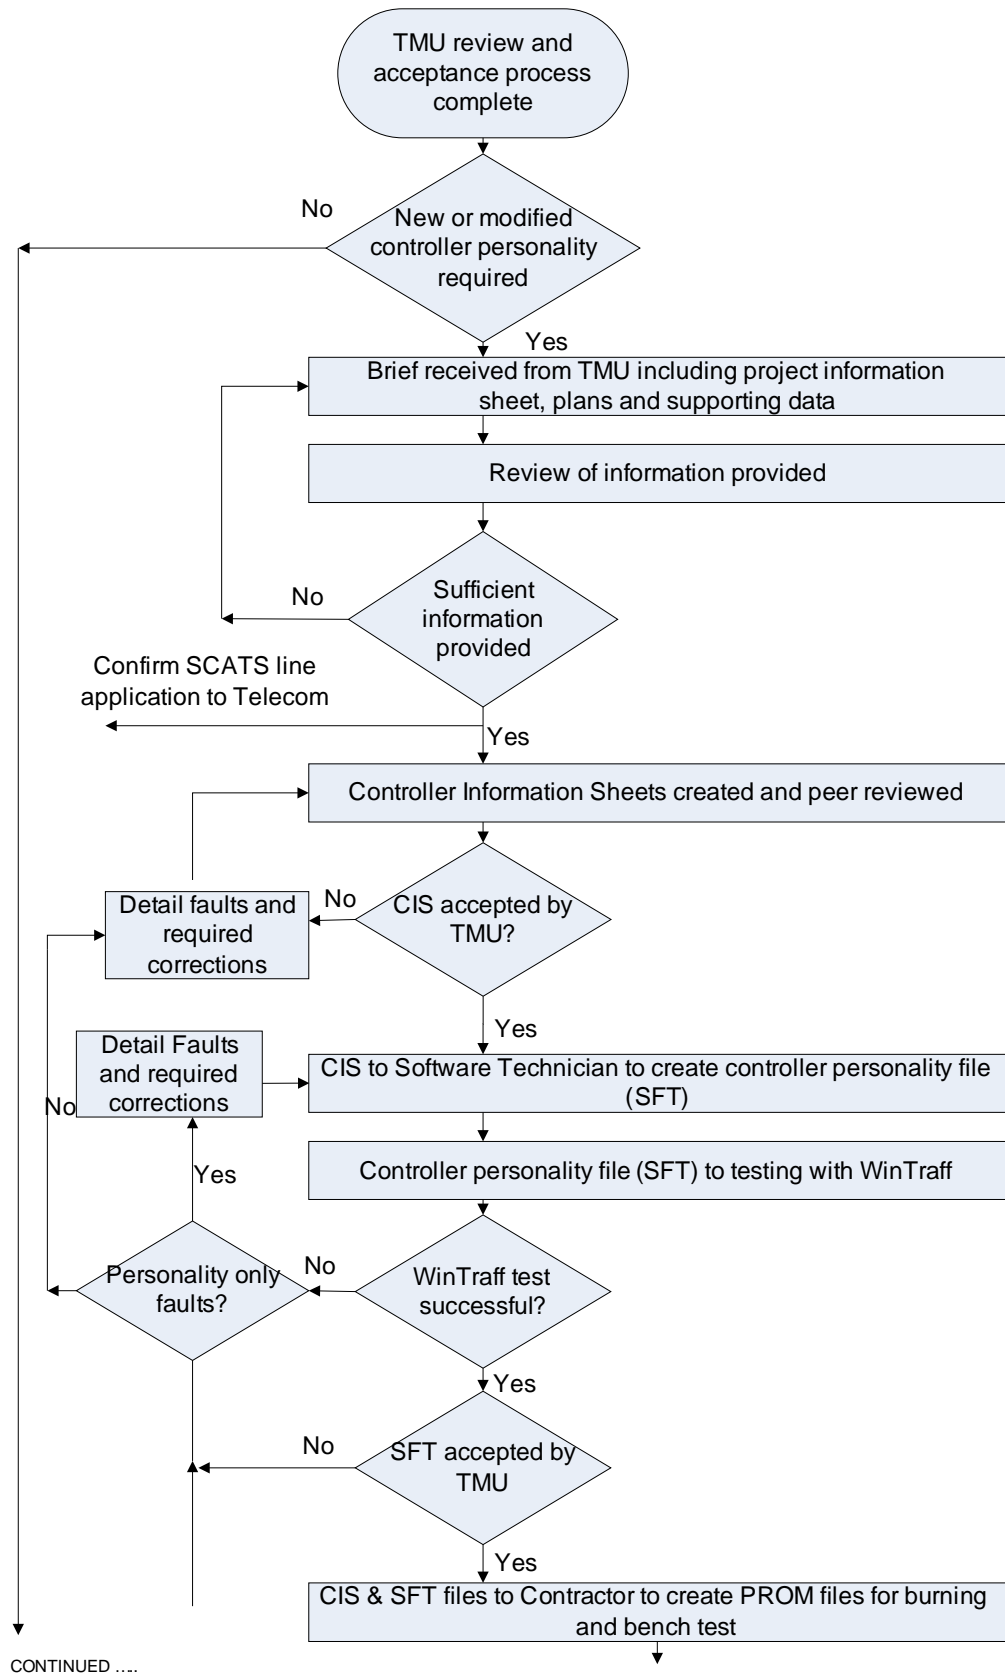 TMU review and
acceptance process
complete
No
New or modified
controller personality
required
Yes
Brief received from TMU including project information
sheet, plans and supporting data
Review of information provided
No
Sufficient
information
provided
Confirm SCATS line
application to Telecom
Yes
Controller Information Sheets created and peer reviewed
Detail faults and
required
corrections
No
CIS accepted by
TMU?
Yes
Detail Faults
and required
corrections
No
CIS to Software Technician to create controller personality file
(SFT)
Controller personality file (SFT) to testing with WinTraff
Yes
Personality only
faults?
No
WinTraff test
successful?
Yes
No
SFT accepted by
TMU
Yes
CIS & SFT files to Contractor to create PROM files for burning
and bench test
CONTINUED .....